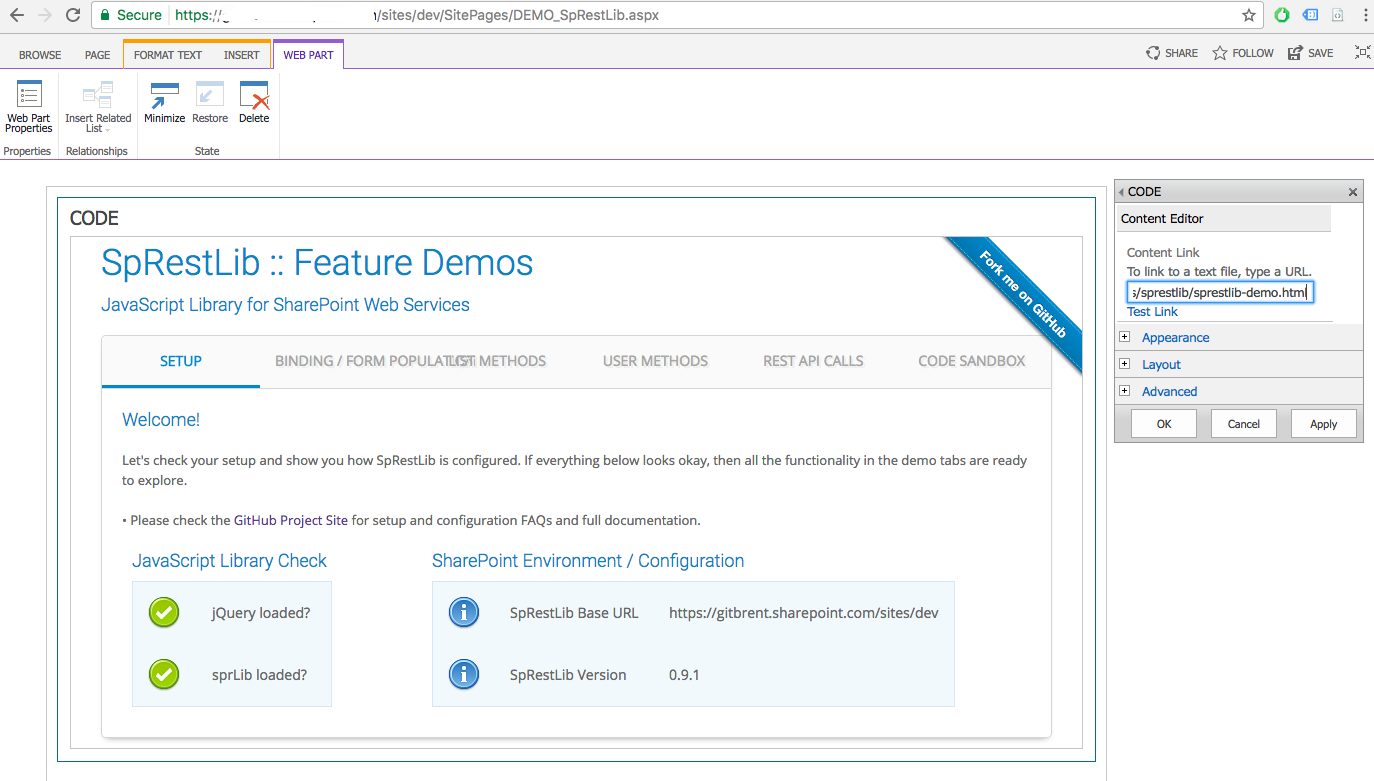 Secure https:// /sites/dev/SitePages/DEMO_SpRestLib.aspx
BROWSE PAGE FORMAT TEXT INSERT WEB PART SHARE FOLLOW SAVE
Web Part Properties
Insert Related List
Minimize Restore Delete
Properties Relationships State
CODE
SpRestLib :: Feature Demos
JavaScript Library for SharePoint Web Services
Fork me on GitHub
SETUP BINDING / FORM POPULATION LIST METHODS USER METHODS REST API CALLS CODE SANDBOX
Welcome!
Let's check your setup and show you how SpRestLib is configured. If everything below looks okay, then all the functionality in the demo tabs are ready
to explore.
• Please check the GitHub Project Site for setup and configuration FAQs and full documentation.
JavaScript Library Check
jQuery loaded?
sprLib loaded?
SharePoint Environment / Configuration
SpRestLib Base URL https://gitbrent.sharepoint.com/sites/dev
SpRestLib Version 0.9.1
CODE
Content Editor
Content Link
To link to a text file, type a URL.
/sprestlib/sprestlib-demo.html
Test Link
Appearance
Layout
Advanced
OK Cancel Apply